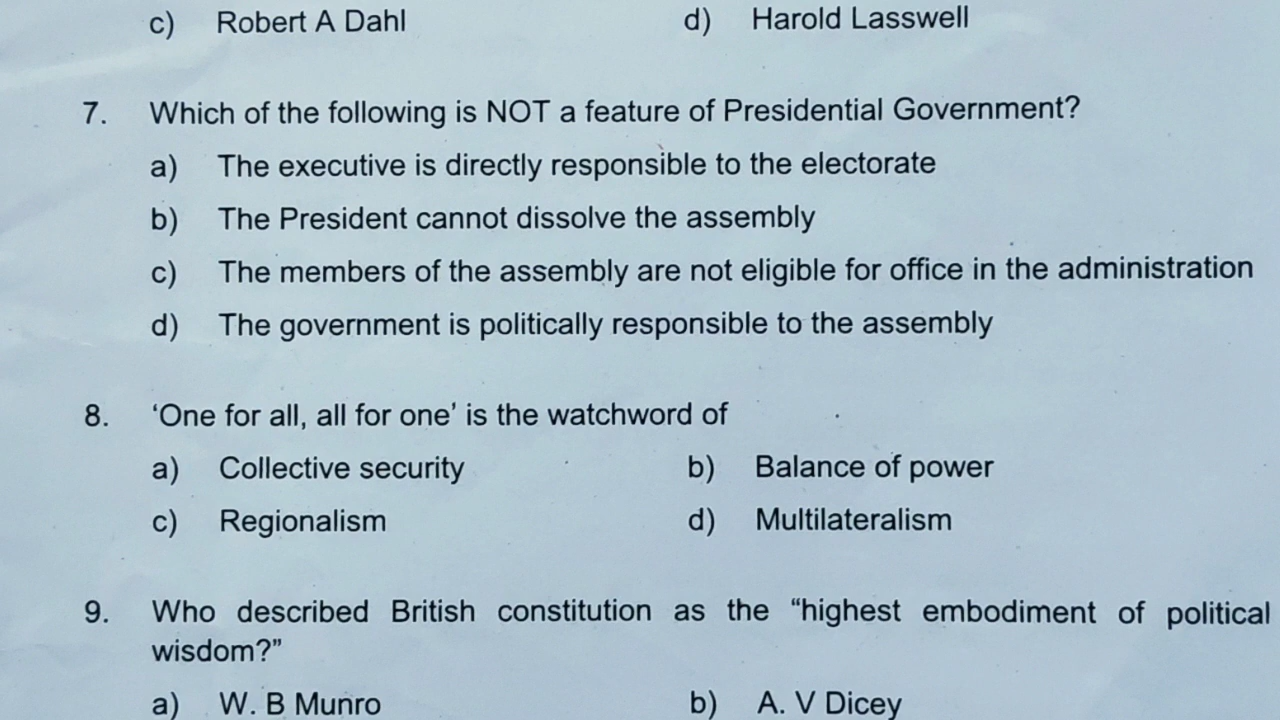 c) Robert A Dahl d) Harold Lasswell
7. Which of the following is NOT a feature of Presidential Government?
a) The executive is directly responsible to the electorate
b) The President cannot dissolve the assembly
c) The members of the assembly are not eligible for office in the administration
d) The government is politically responsible to the assembly
8. ‘One for all, all for one’ is the watchword of
a) Collective security b) Balance of power
c) Regionalism d) Multilateralism
9. Who described British constitution as the “highest embodiment of political
wisdom?”
a) W. B Munro b) A. V Dicey